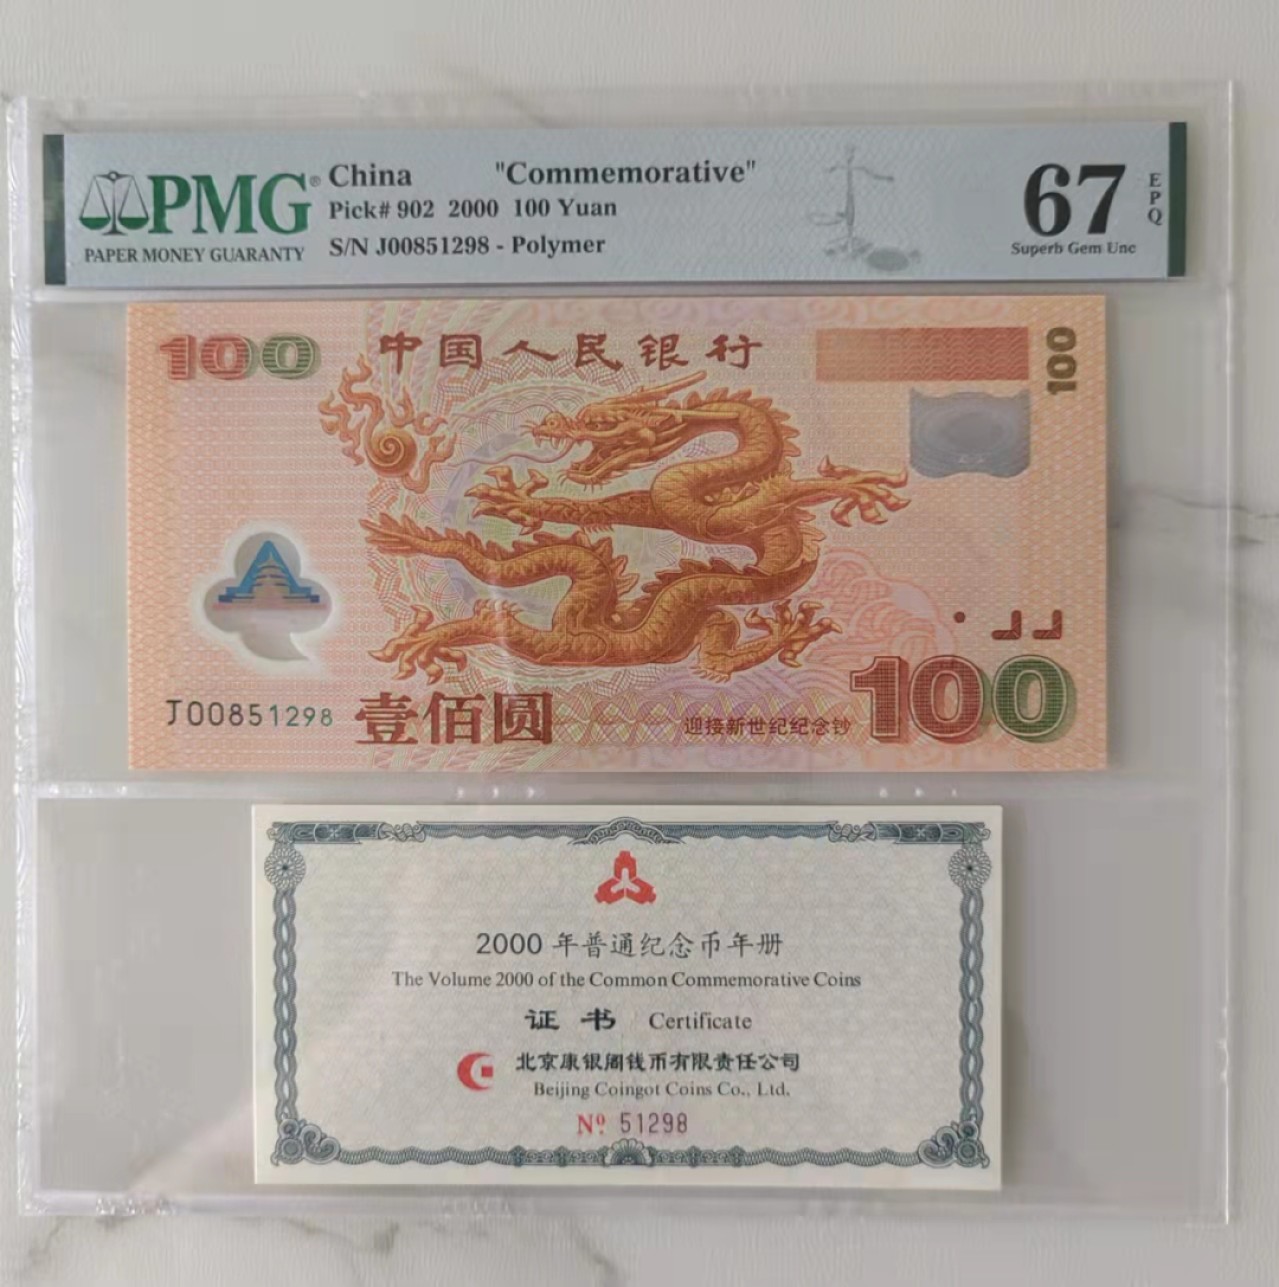 PMG®
PAPER MONEY GUARANTY
China "Commemorative"
Pick# 902 2000 100 Yuan
S/N J00851298 - Polymer
67
EPQ
Superb Gem Unc
100
中国人民银行
100
J00851298
壹佰圆
迎接新世纪纪念钞
100
2000 年普通纪念币年册
The Volume 2000 of the Common Commemorative Coins
证书 Certificate
北京康银阁钱币有限责任公司
Beijing Coingot Coins Co., Ltd.
Nº 51298